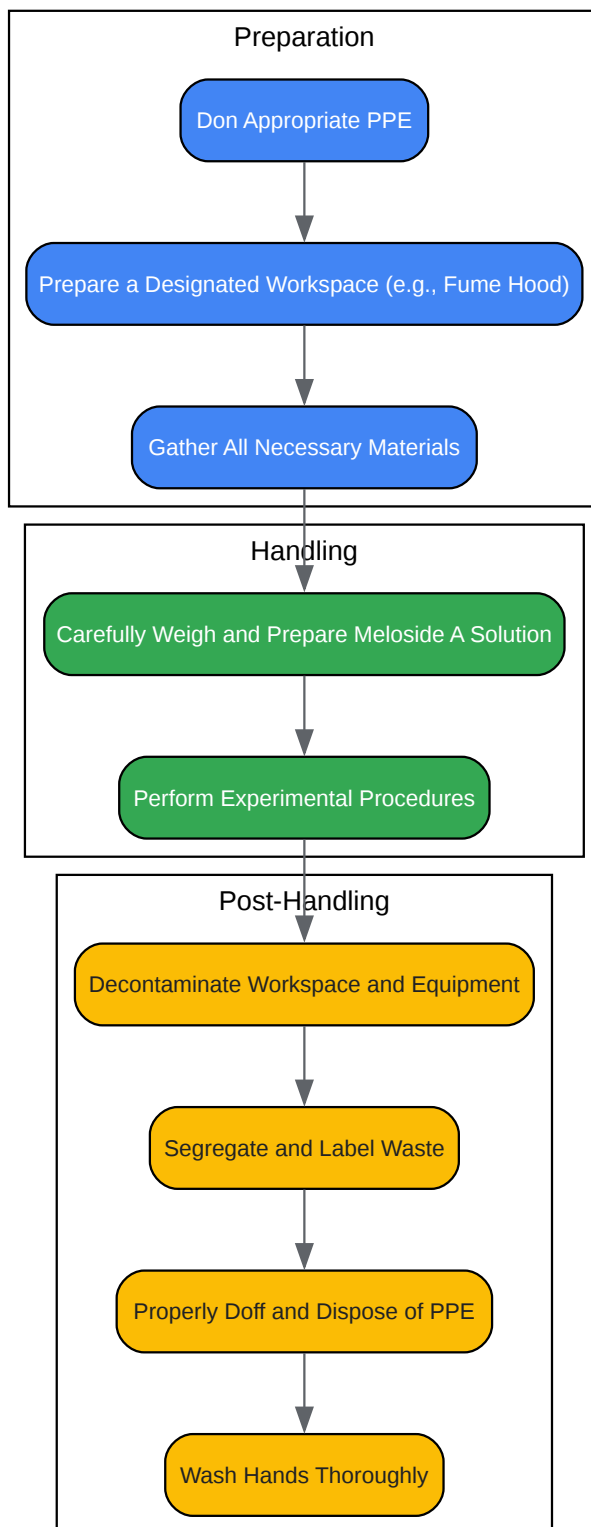 Preparation
Don Appropriate PPE
Prepare a Designated Workspace (e.g., Fume Hood)
Gather All Necessary Materials
Handling
Carefully Weigh and Prepare Meloside A Solution
Perform Experimental Procedures
Post-Handling
Decontaminate Workspace and Equipment
Segregate and Label Waste
Properly Doff and Dispose of PPE
Wash Hands Thoroughly